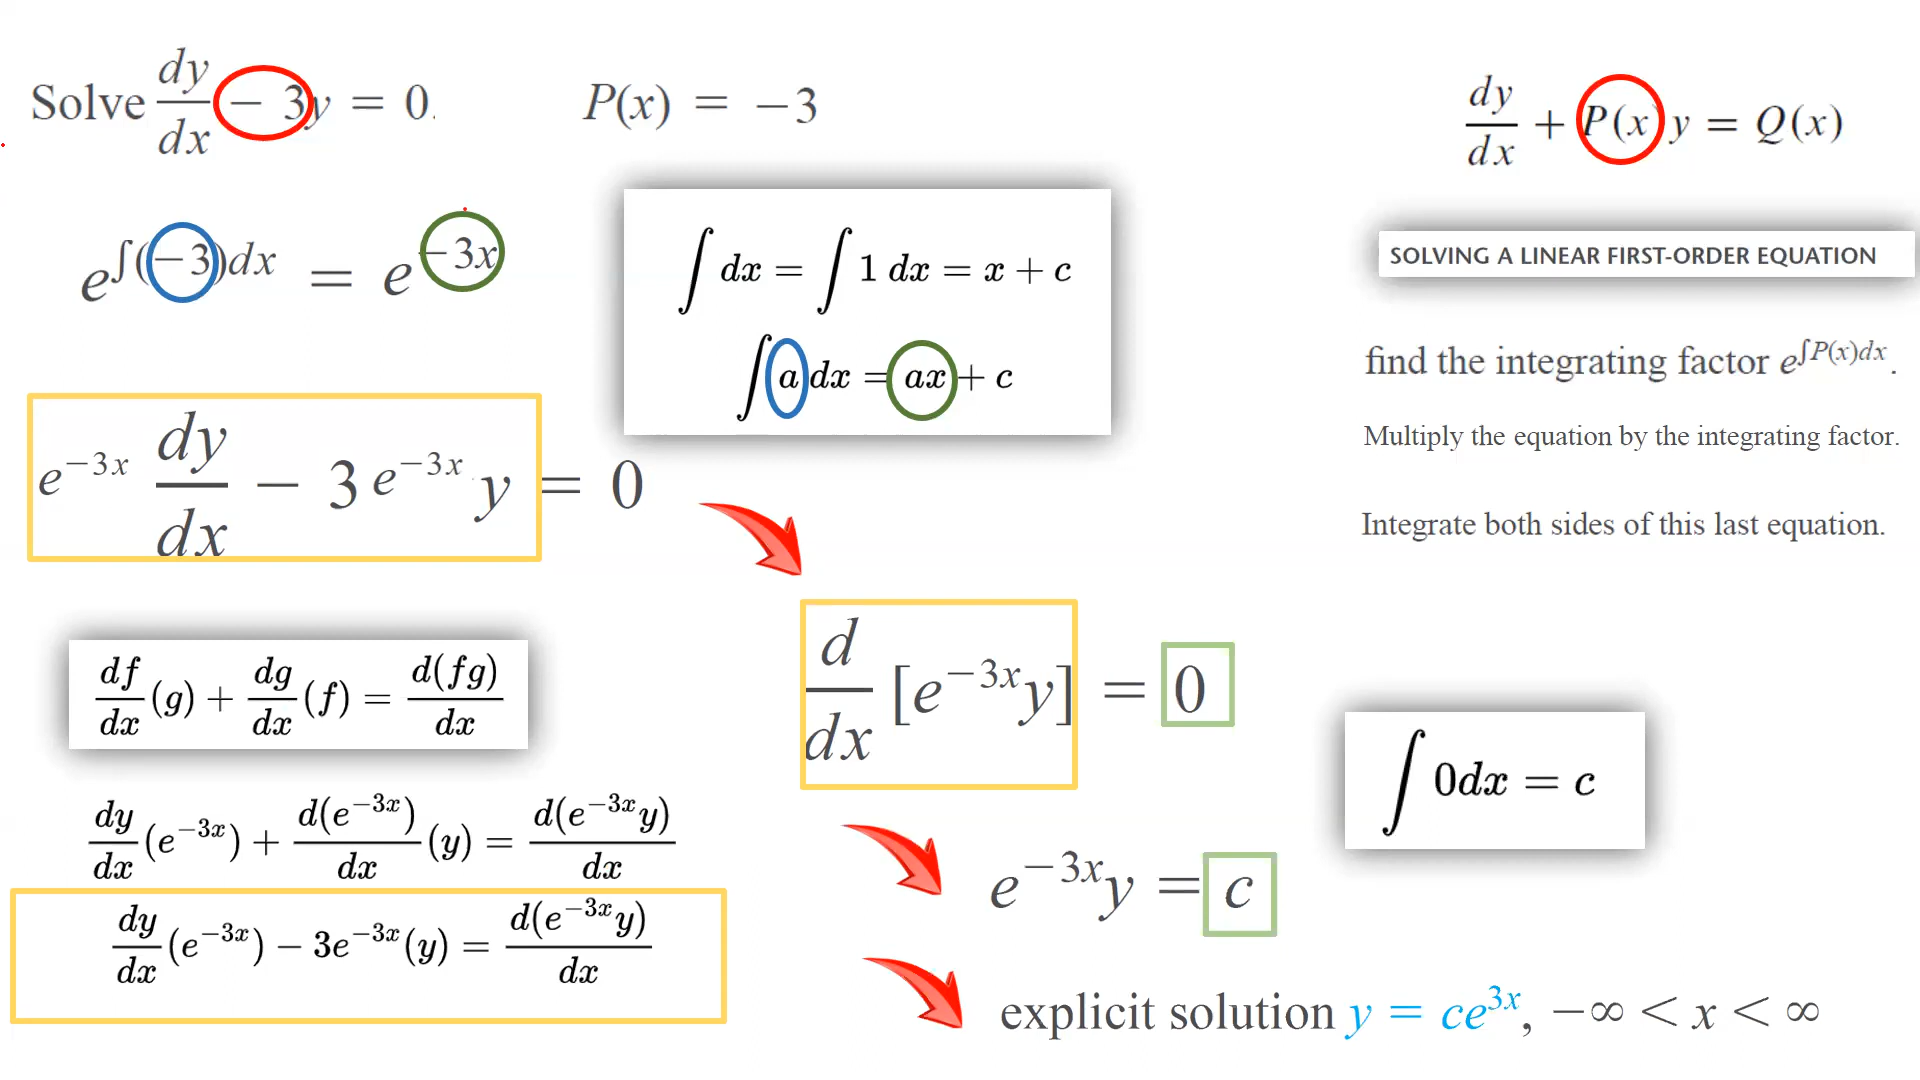 Solve dy/dx − 3y = 0.
P(x) = −3
dy/dx + P(x)y = Q(x)
e^∫(−3)dx = e^−3x
∫ dx = ∫ 1 dx = x + c
∫ a dx = ax + c
SOLVING A LINEAR FIRST-ORDER EQUATION
find the integrating factor e^∫P(x)dx.
Multiply the equation by the integrating factor.
Integrate both sides of this last equation.
e^−3x dy/dx − 3 e^−3x y = 0
df/dx (g) + dg/dx (f) = d(fg)/dx
dy/dx (e^−3x) + d(e^−3x)/dx (y) = d(e^−3x y)/dx
dy/dx (e^−3x) − 3e^−3x (y) = d(e^−3x y)/dx
d/dx [e^−3x y] = 0
∫ 0dx = c
e^−3x y = c
explicit solution y = ce^3x, −∞ < x < ∞